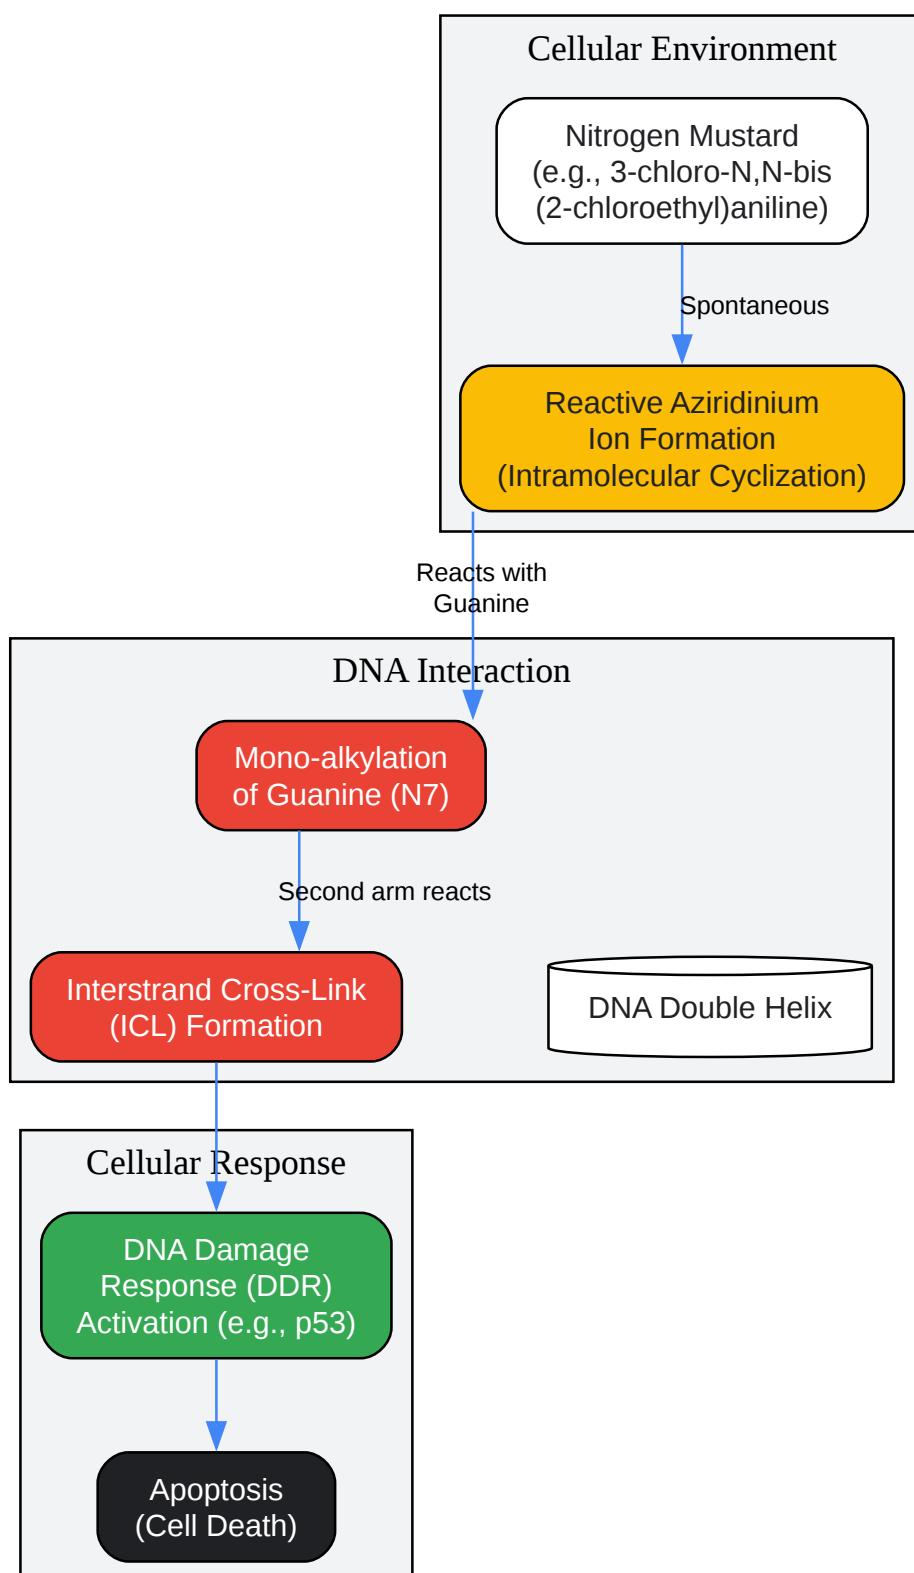 Cellular Environment
Nitrogen Mustard
(e.g., 3-chloro-N,N-bis
(2-chloroethyl)aniline)
Spontaneous
Reactive Aziridinium
Ion Formation
(Intramolecular Cyclization)
Reacts with
Guanine
DNA Interaction
Mono-alkylation
of Guanine (N7)
Second arm reacts
Interstrand Cross-Link
(ICL) Formation
DNA Double Helix
Cellular Response
DNA Damage
Response (DDR)
Activation (e.g., p53)
Apoptosis
(Cell Death)